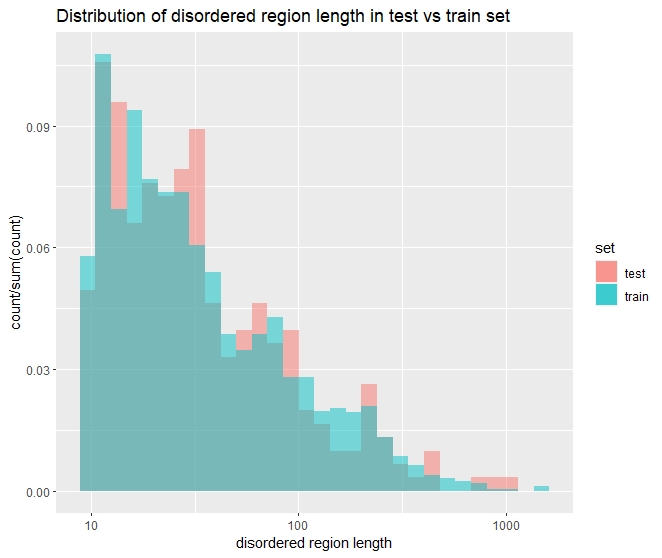 Distribution of disordered region length in test vs train set
count/sum(count)
0.09
0.06
0.03
0.00
10
100
1000
disordered region length
set
test
train